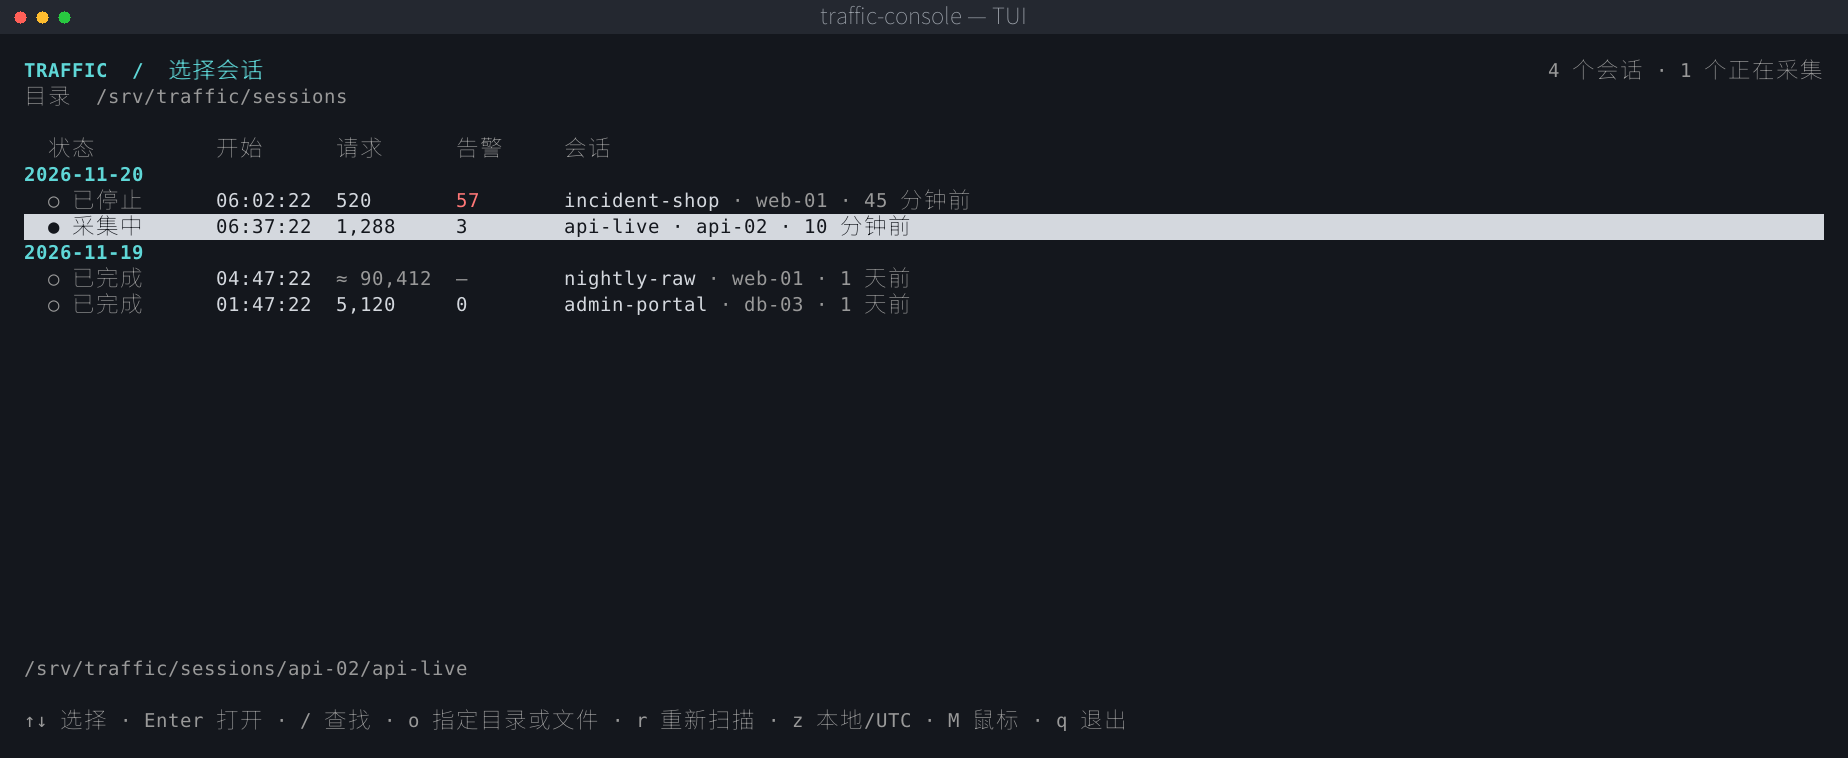 traffic-console — TUI
TRAFFIC / 选择会话 4 个会话 · 1 个正在采集
目录 /srv/traffic/sessions
状态 开始 请求 告警 会话
2026-11-20
○ 已停止 06:02:22 520 57 incident-shop · web-01 · 45 分钟前
● 采集中 06:37:22 1,288 3 api-live · api-02 · 10 分钟前
2026-11-19
○ 已完成 04:47:22 ≈ 90,412 — nightly-raw · web-01 · 1 天前
○ 已完成 01:47:22 5,120 0 admin-portal · db-03 · 1 天前
/srv/traffic/sessions/api-02/api-live
↑↓ 选择 · Enter 打开 · / 查找 · o 指定目录或文件 · r 重新扫描 · z 本地/UTC · M 鼠标 · q 退出